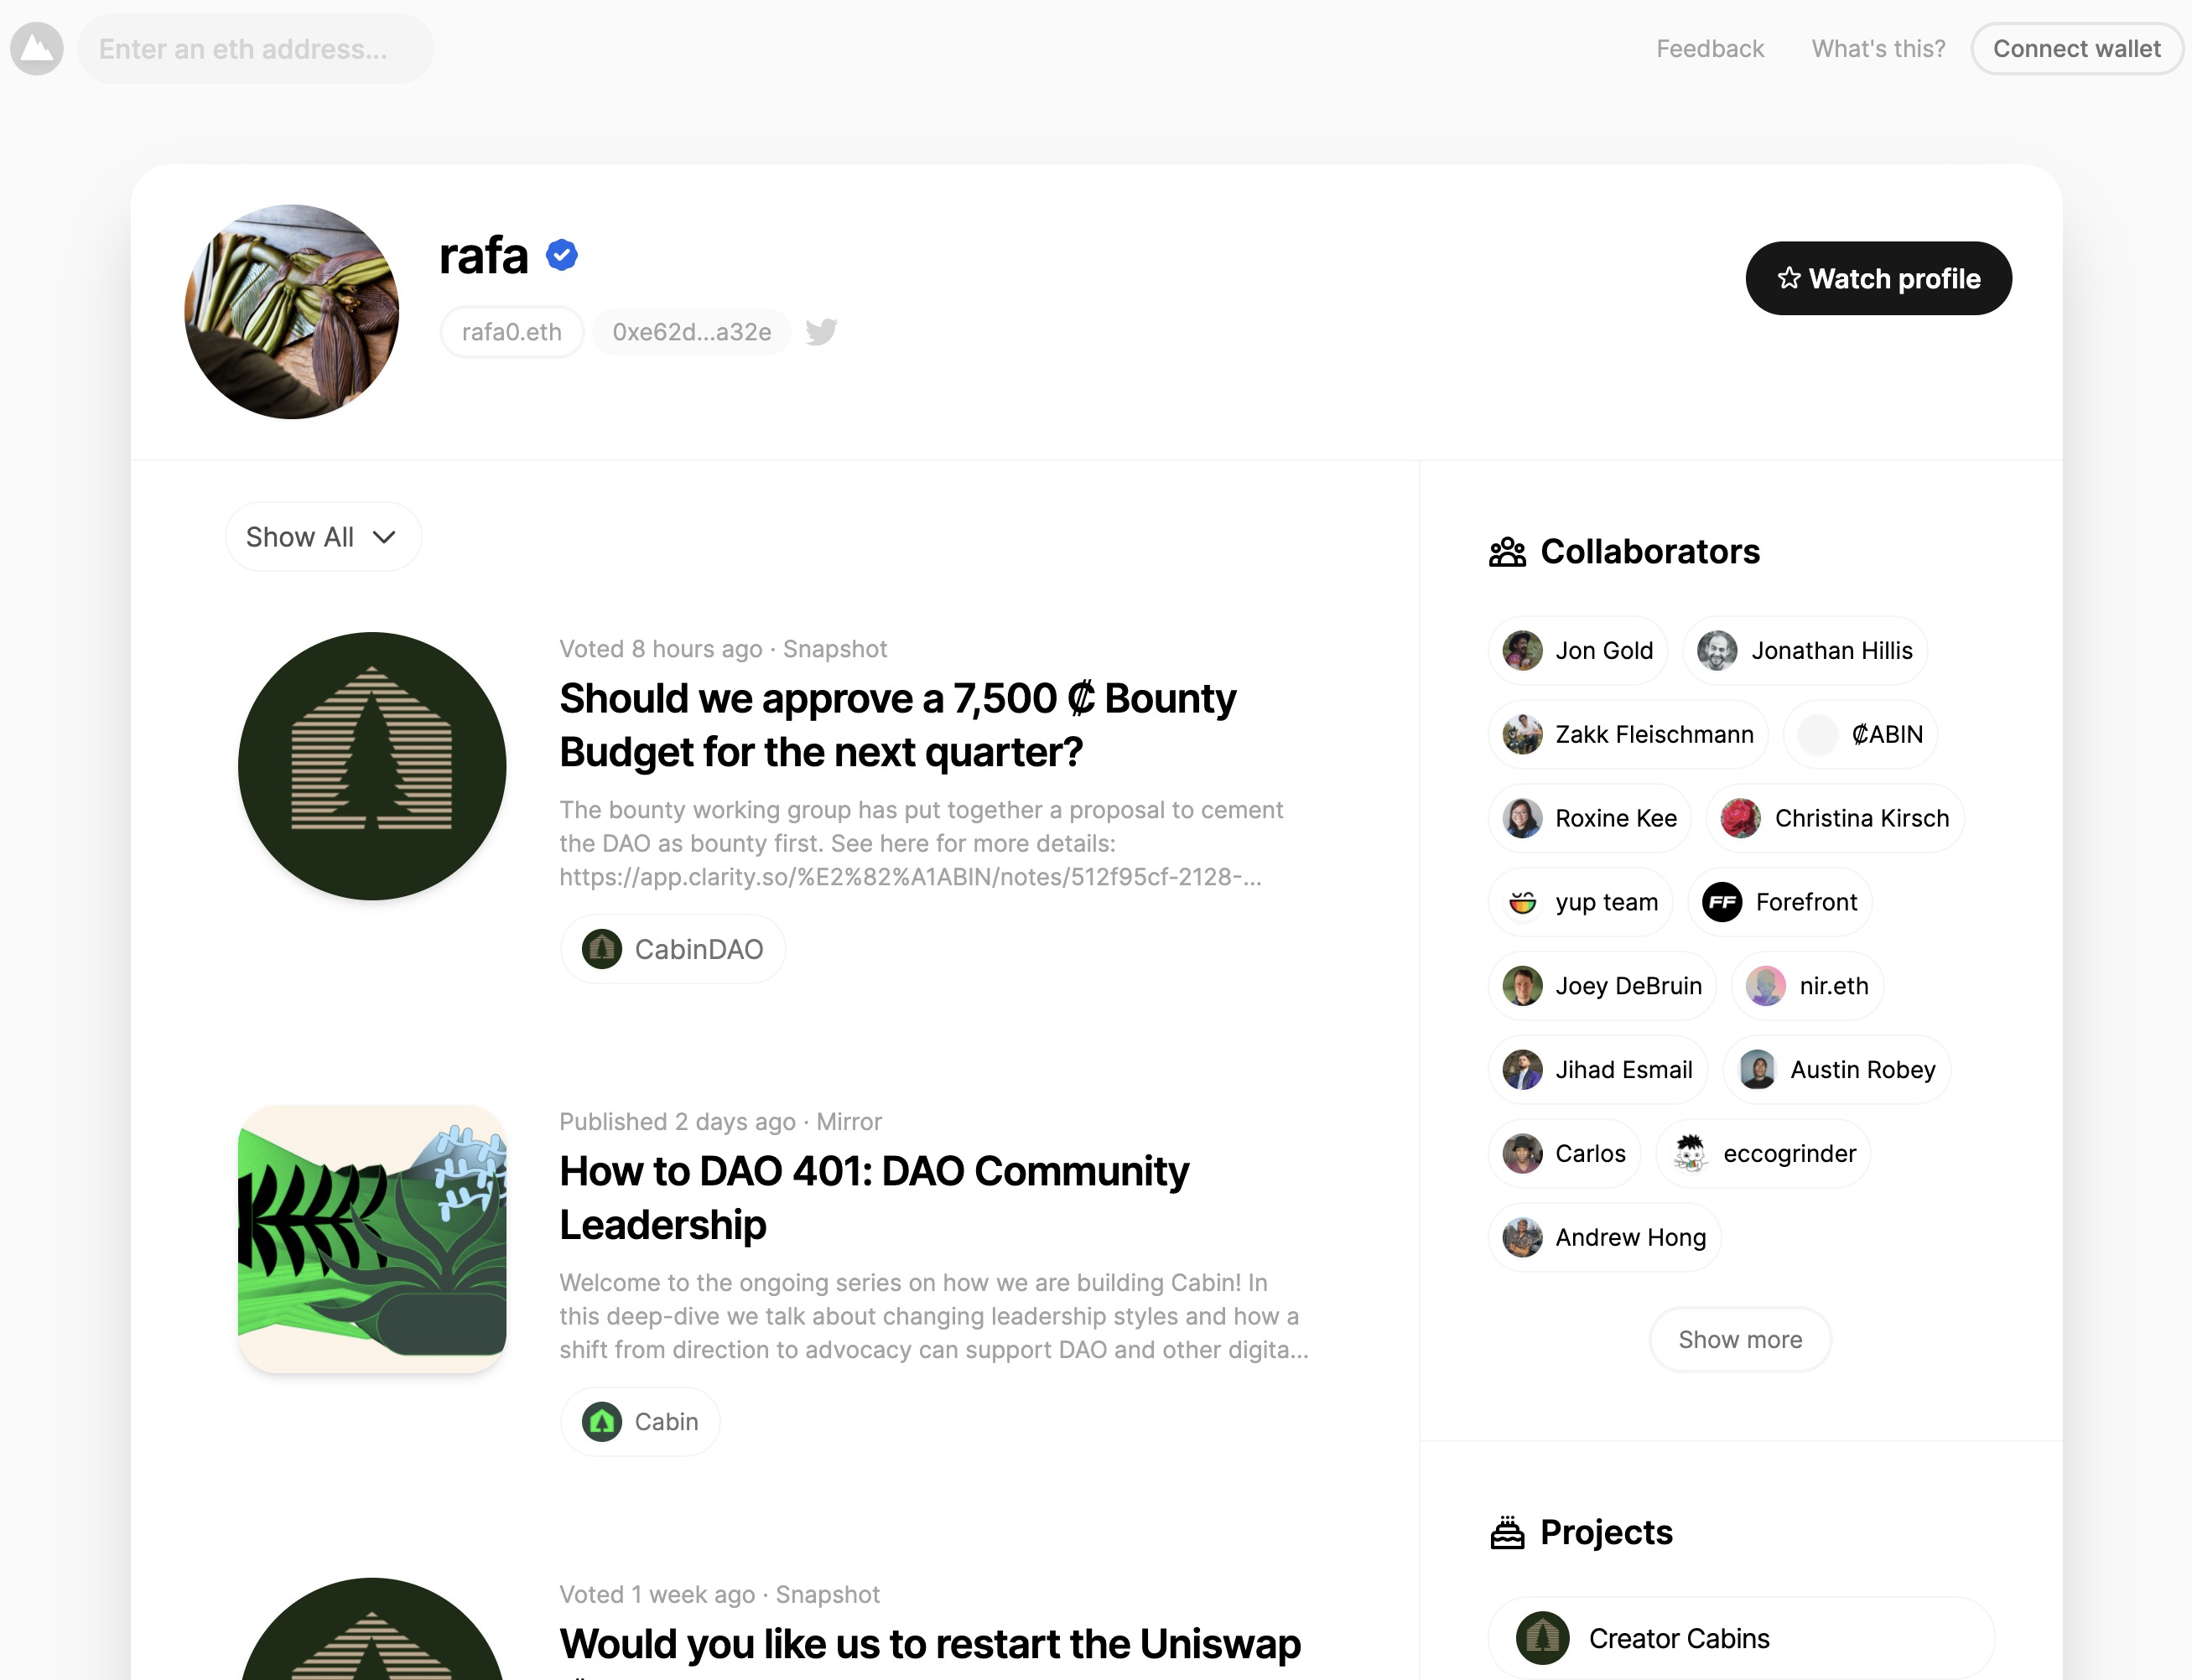 Enter an eth address...
Feedback
What's this?
Connect wallet
rafa
rafa0.eth
0xe62d...a32e
Watch profile
Show All
Voted 8 hours ago · Snapshot
Should we approve a 7,500 ₡ Bounty
Budget for the next quarter?
The bounty working group has put together a proposal to cement
the DAO as bounty first. See here for more details:
https://app.clarity.so/%E2%82%A1ABIN/notes/512f95cf-2128-...
CabinDAO
Published 2 days ago · Mirror
How to DAO 401: DAO Community
Leadership
Welcome to the ongoing series on how we are building Cabin! In
this deep-dive we talk about changing leadership styles and how a
shift from direction to advocacy can support DAO and other digita...
Cabin
Voted 1 week ago · Snapshot
Would you like us to restart the Uniswap
Collaborators
Jon Gold
Jonathan Hillis
Zakk Fleischmann
₡ABIN
Roxine Kee
Christina Kirsch
yup team
FF
Forefront
Joey DeBruin
nir.eth
Jihad Esmail
Austin Robey
Carlos
eccogrinder
Andrew Hong
Show more
Projects
Creator Cabins